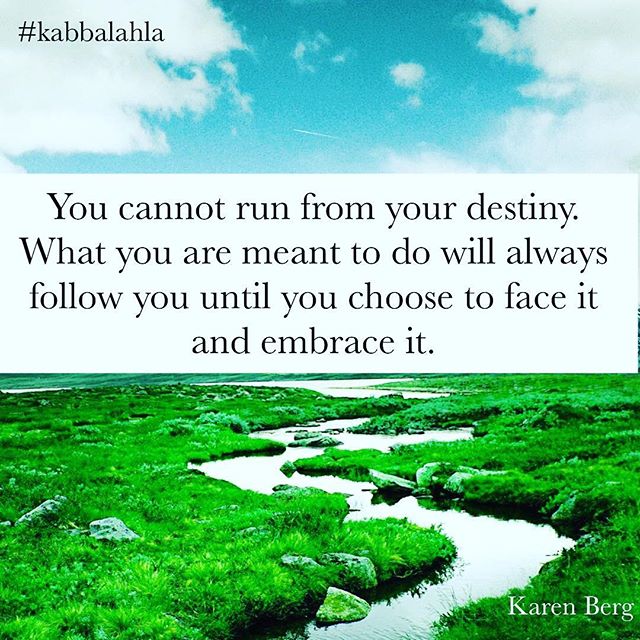 #kabbalahla
You cannot run from your destiny.
What you are meant to do will always
follow you until you choose to face it
and embrace it.
Karen Berg